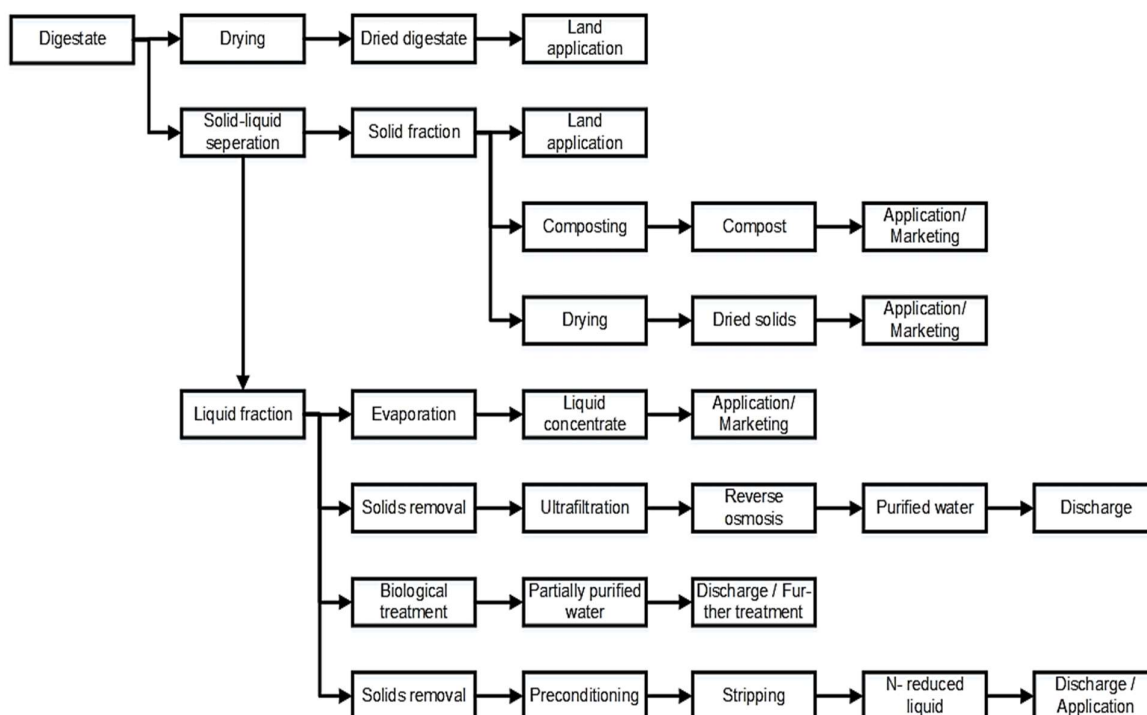 Digestate
Drying
Dried digestate
Land
application
Solid-liquid
seperation
Solid fraction
Land
application
Composting
Compost
Application/
Marketing
Drying
Dried solids
Application/
Marketing
Liquid fraction
Evaporation
Liquid
concentrate
Application/
Marketing
Solids removal
Ultrafiltration
Reverse
osmosis
Purified water
Discharge
Biological
treatment
Partially purified
water
Discharge / Fur-
ther treatment
Solids removal
Preconditioning
Stripping
N- reduced
liquid
Discharge /
Application